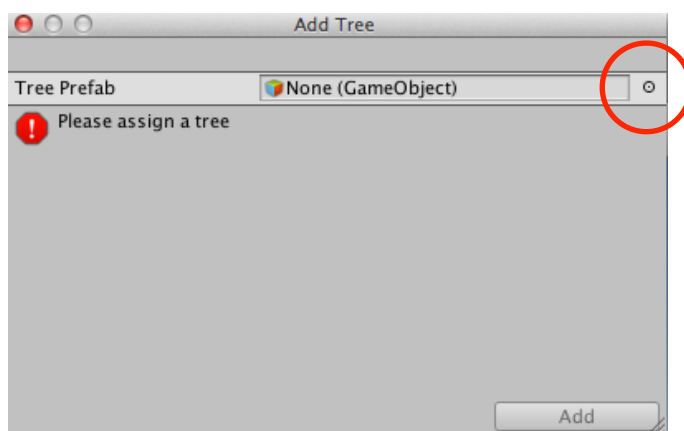 Add Tree
Tree Prefab None (GameObject)
Please assign a tree
Add